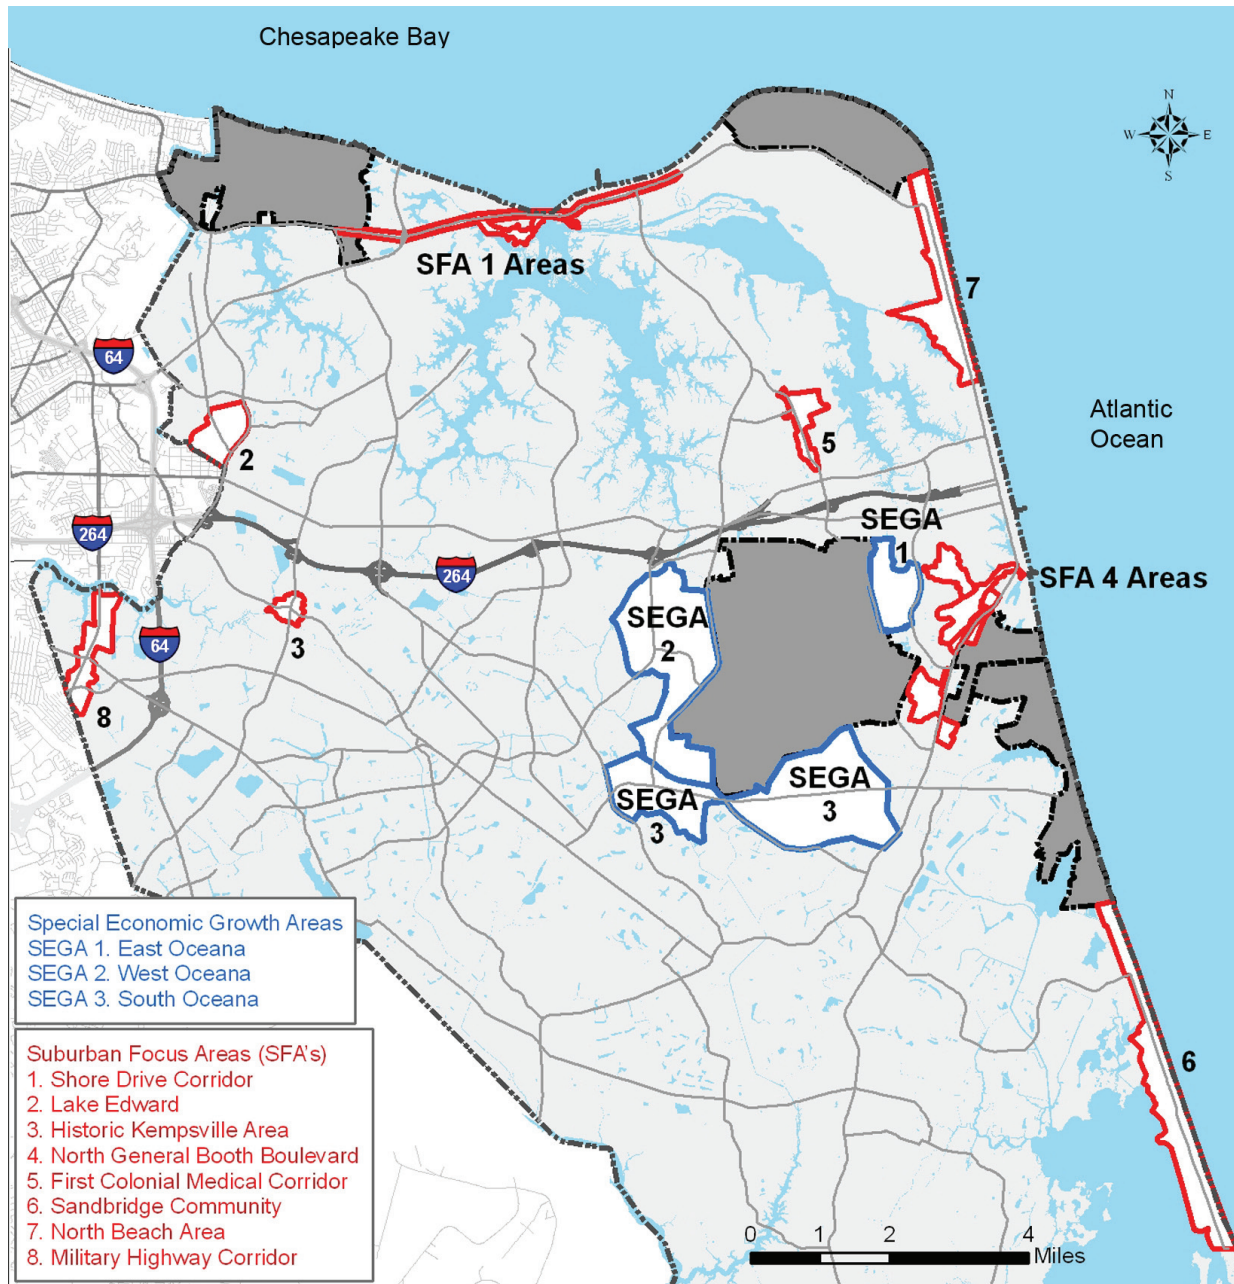 Chesapeake Bay
N
W E
S
SFA 1 Areas
7
64
Atlantic
Ocean
5
2
SEGA
1
264
264
SFA 4 Areas
SEGA
2
3
64
8
SEGA
3
SEGA
3
Special Economic Growth Areas
SEGA 1. East Oceana
SEGA 2. West Oceana
SEGA 3. South Oceana
6
Suburban Focus Areas (SFA's)
1. Shore Drive Corridor
2. Lake Edward
3. Historic Kempsville Area
4. North General Booth Boulevard
5. First Colonial Medical Corridor
6. Sandbridge Community
7. North Beach Area
8. Military Highway Corridor
0 1 2 4
Miles